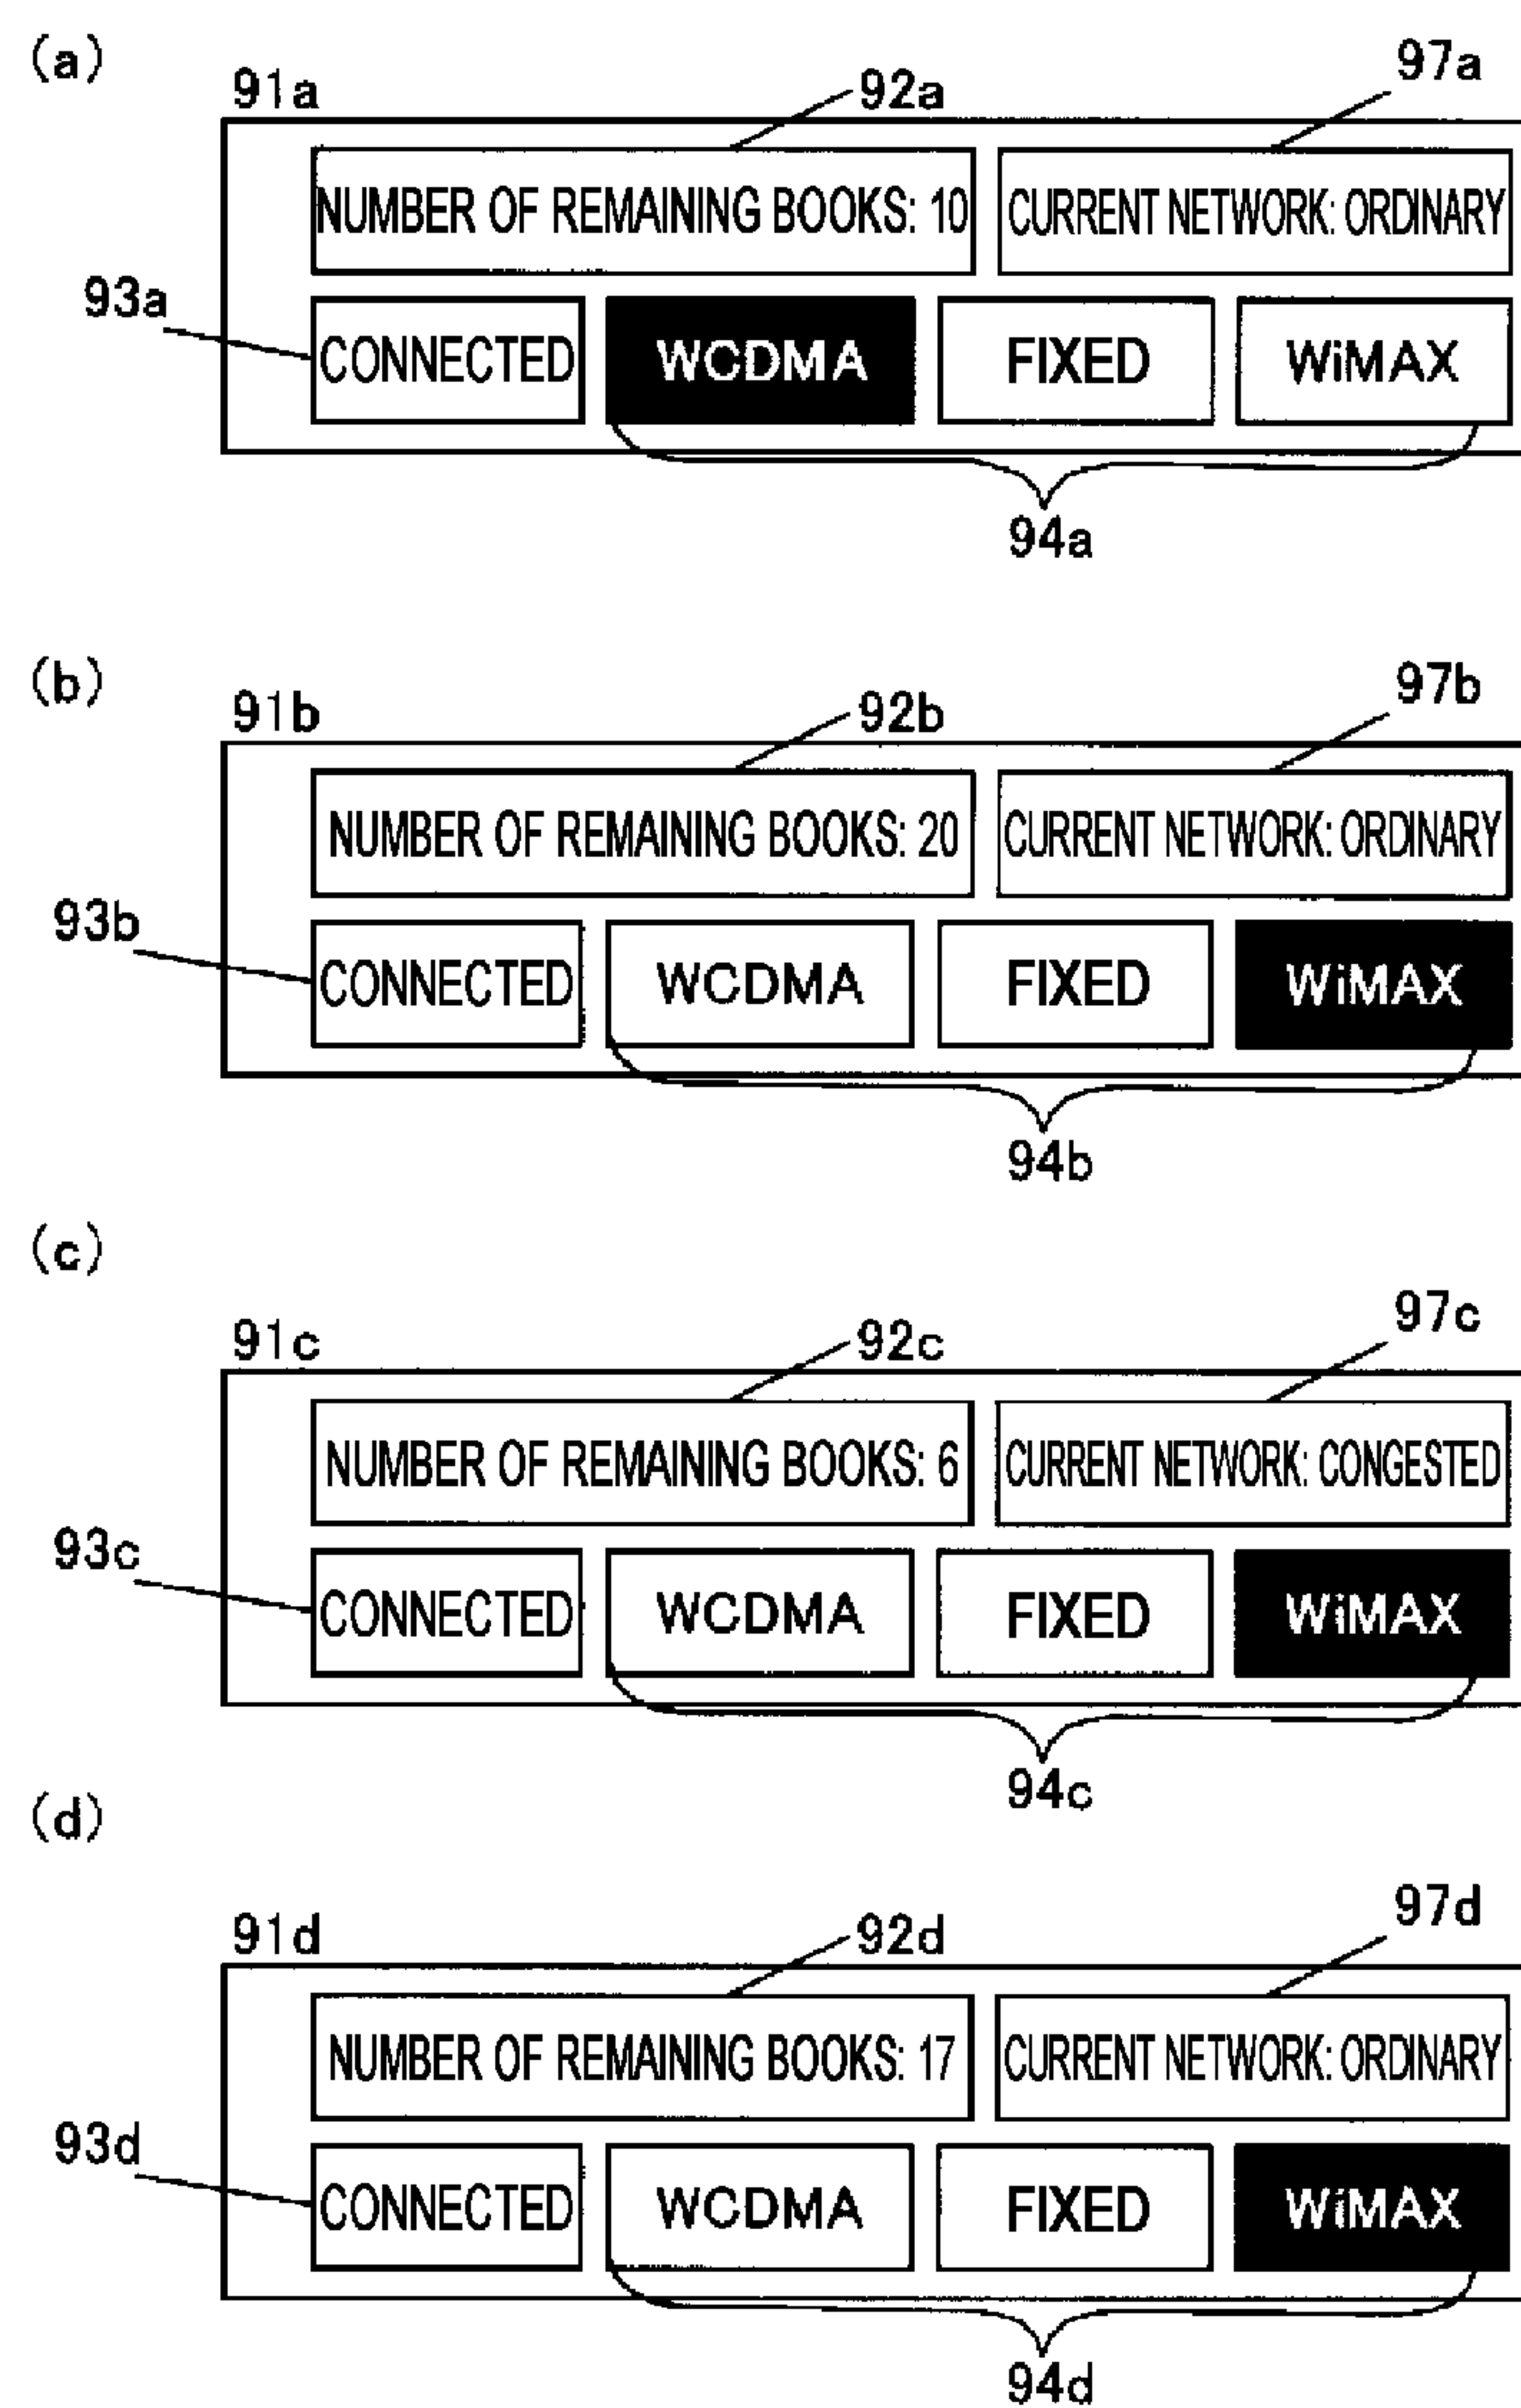 (a)
91a 92a 97a
NUMBER OF REMAINING BOOKS: 10 CURRENT NETWORK: ORDINARY
93a
CONNECTED WCDMA FIXED WiMAX
94a
(b)
91b 92b 97b
NUMBER OF REMAINING BOOKS: 20 CURRENT NETWORK: ORDINARY
93b
CONNECTED WCDMA FIXED WiMAX
94b
(c)
91c 92c 97c
NUMBER OF REMAINING BOOKS: 6 CURRENT NETWORK: CONGESTED
93c
CONNECTED WCDMA FIXED WiMAX
94c
(d)
91d 92d 97d
NUMBER OF REMAINING BOOKS: 17 CURRENT NETWORK: ORDINARY
93d
CONNECTED WCDMA FIXED WiMAX
94d